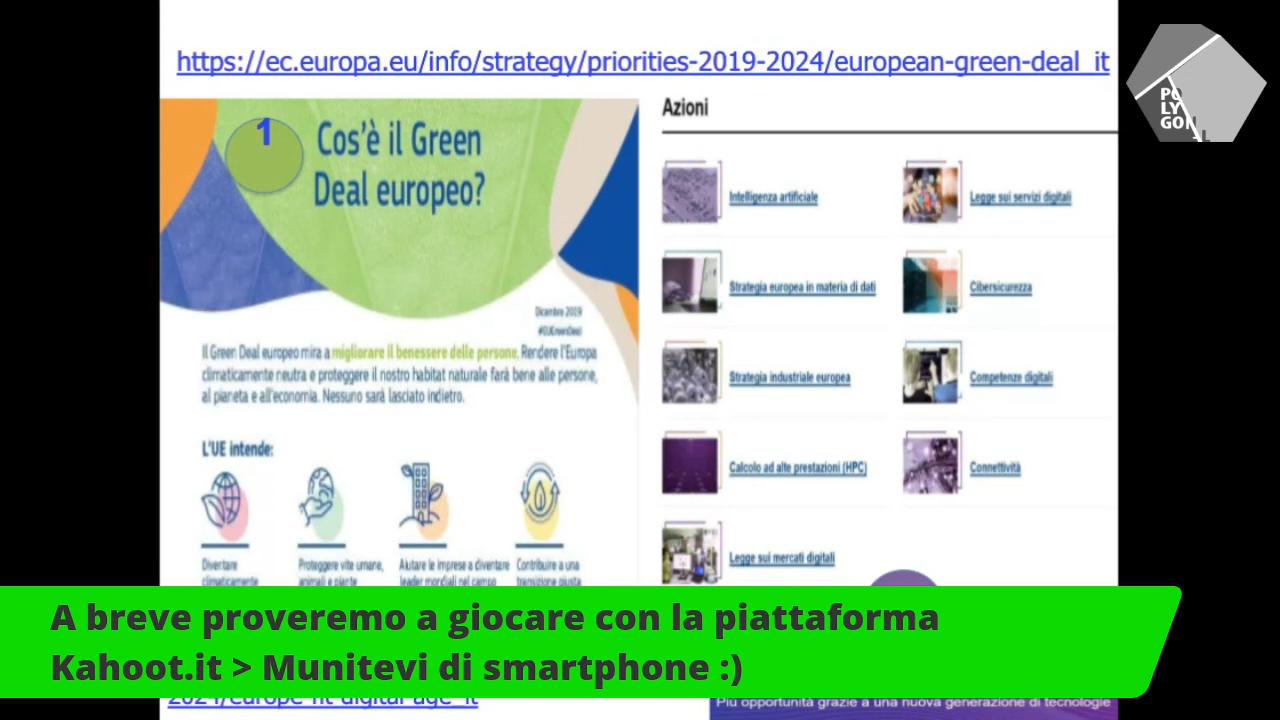 https://ec.europa.eu/info/strategy/priorities-2019-2024/european-green-deal_it
PO
LY
GON
AL
1
Cos'è il Green
Deal europeo?
Dicembre 2019
#EUGreenDeal
Il Green Deal europeo mira a migliorare il benessere delle persone. Rendere l'Europa
climaticamente neutra e proteggere il nostro habitat naturale farà bene alle persone,
al pianeta e all'economia. Nessuno sarà lasciato indietro.
L'UE intende:
Diventare
climaticamente
Proteggere vite umane,
animali e piante
Aiutare le imprese a diventare
leader mondiali nel campo
Contribuire a una
transizione giusta
Azioni
Intelligenza artificiale
Legge sui servizi digitali
Strategia europea in materia di dati
Cibersicurezza
Strategia industriale europea
Competenze digitali
Calcolo ad alte prestazioni (HPC)
Connettività
Legge sui mercati digitali
A breve proveremo a giocare con la piattaforma
Kahoot.it > Munitevi di smartphone :)
2024/europe-fit-digital-age_it
Più opportunità grazie a una nuova generazione di tecnologie